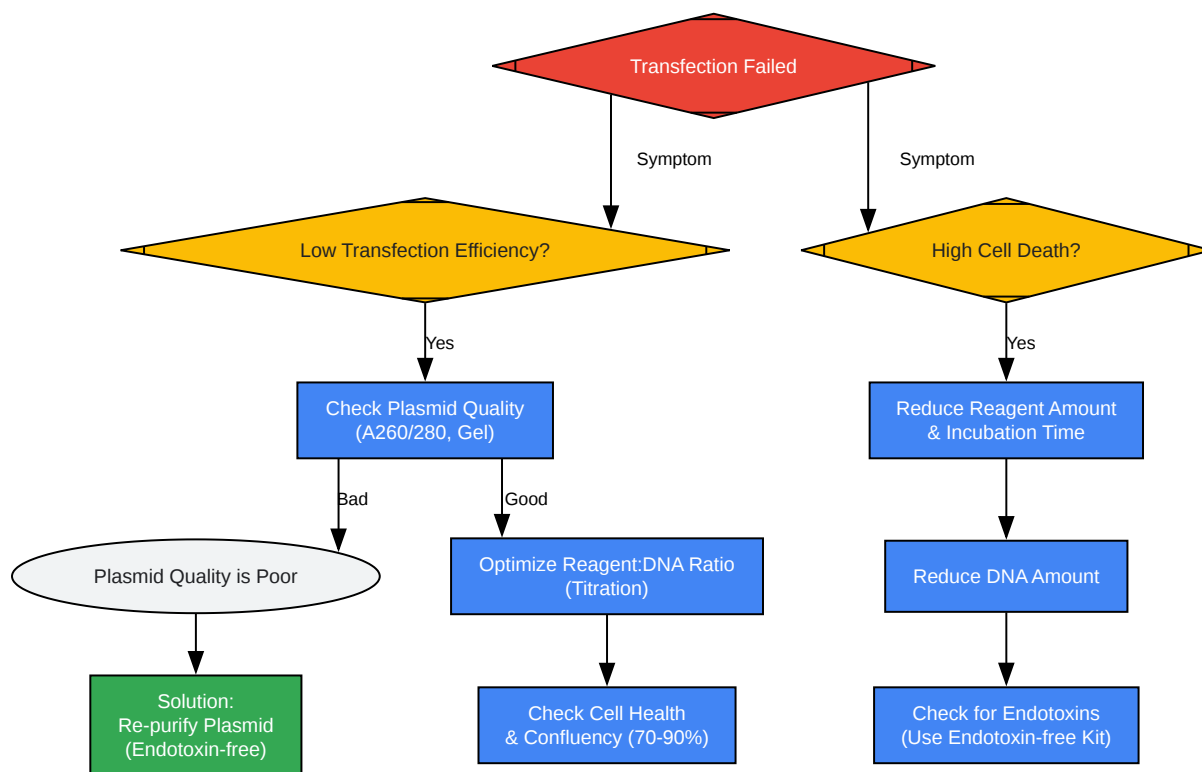 Transfection Failed
Symptom
Symptom
Low Transfection Efficiency?
High Cell Death?
Yes
Yes
Check Plasmid Quality
(A260/280, Gel)
Reduce Reagent Amount
& Incubation Time
Bad
Good
Plasmid Quality is Poor
Optimize Reagent:DNA Ratio
(Titration)
Reduce DNA Amount
Solution:
Re-purify Plasmid
(Endotoxin-free)
Check Cell Health
& Confluency (70-90%)
Check for Endotoxins
(Use Endotoxin-free Kit)